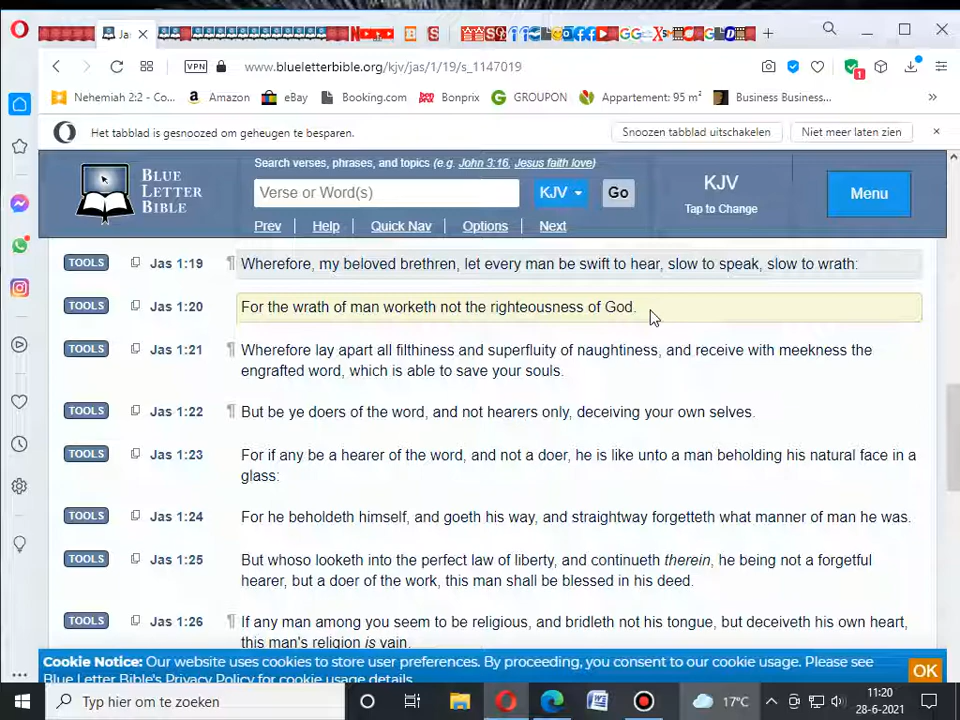 Ja
www.blueletterbible.org/kjv/jas/1/19/s_1147019
VPN
1
Nehemiah 2:2 - Co...
Amazon
eBay
Booking.com
Bonprix
GROUPON
Appartement: 95 m²
Business Business...
»
Het tabblad is gesnoozed om geheugen te besparen.
Snoozen tabblad uitschakelen
Niet meer laten zien
BLUE
LETTER
BIBLE
Search verses, phrases, and topics (e.g. John 3:16, Jesus faith love)
Verse or Word(s)
KJV
Go
Prev | Help | Quick Nav | Options | Next
KJV
Tap to Change
Menu
TOOLS Jas 1:19 ¶ Wherefore, my beloved brethren, let every man be swift to hear, slow to speak, slow to wrath:
TOOLS Jas 1:20 For the wrath of man worketh not the righteousness of God.
TOOLS Jas 1:21 ¶ Wherefore lay apart all filthiness and superfluity of naughtiness, and receive with meekness the
engrafted word, which is able to save your souls.
TOOLS Jas 1:22 ¶ But be ye doers of the word, and not hearers only, deceiving your own selves.
TOOLS Jas 1:23 For if any be a hearer of the word, and not a doer, he is like unto a man beholding his natural face in a
glass:
TOOLS Jas 1:24 For he beholdeth himself, and goeth his way, and straightway forgetteth what manner of man he was.
TOOLS Jas 1:25 But whoso looketh into the perfect law of liberty, and continueth therein, he being not a forgetful
hearer, but a doer of the work, this man shall be blessed in his deed.
TOOLS Jas 1:26 ¶ If any man among you seem to be religious, and bridleth not his tongue, but deceiveth his own heart,
this man's religion is vain.
Cookie Notice: Our website uses cookies to store user preferences. By proceeding, you consent to our cookie usage. Please see
Blue Letter Bible's Privacy Policy for cookie usage details.
OK
Typ hier om te zoeken
17°C
11:20
28-6-2021